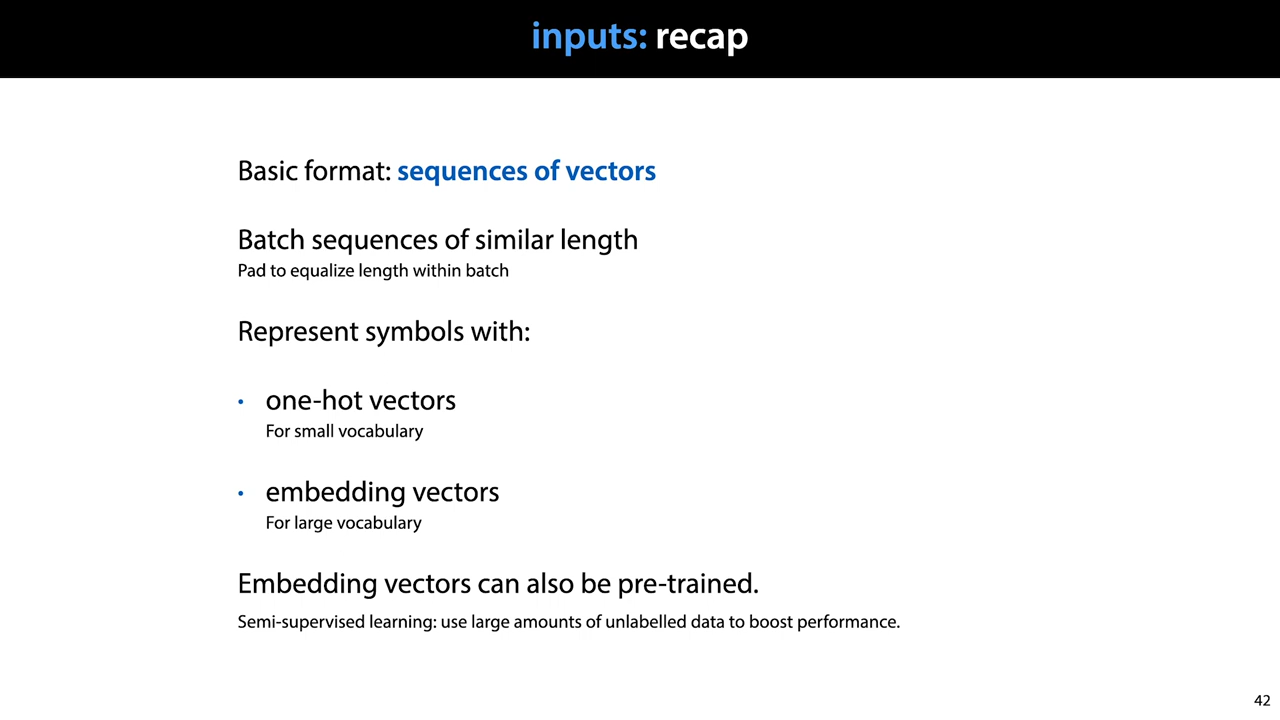 inputs: recap
Basic format: sequences of vectors
Batch sequences of similar length
Pad to equalize length within batch
Represent symbols with:
• one-hot vectors
For small vocabulary
• embedding vectors
For large vocabulary
Embedding vectors can also be pre-trained.
Semi-supervised learning: use large amounts of unlabelled data to boost performance.
42